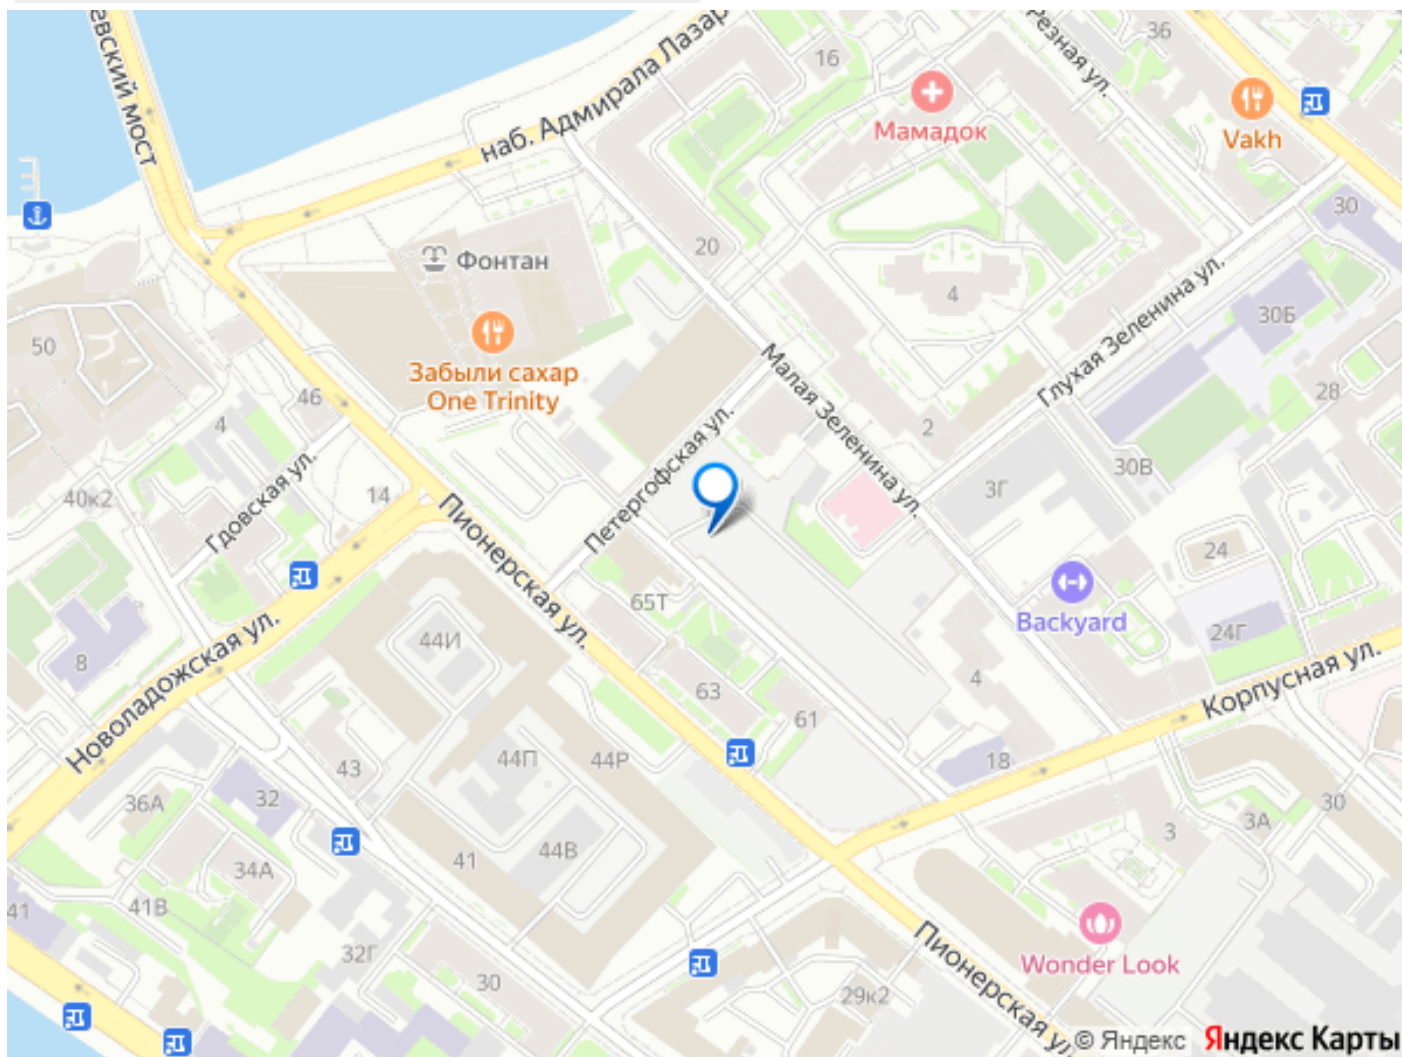 евский мост
наб. Адмирала Лазар
16
Резная ул.
36
Мамадок
Vakh
30
20
Фонтан
4
Глухая Зеленина ул.
30Б
50
Забыли сахар
One Trinity
Малая Зеленина ул.
46
4
28
2
Петергофская ул.
30В
3Г
40к2
14
Гдовская ул.
Пионерская ул.
24
65Т
Backyard
24Г
44И
8
Новоладожская ул.
63
4
Корпусная ул.
61
18
44П
44Р
43
36А
32
30
3А
3
41
44В
34А
41
41В
32Г
30
Пионерская ул.
Wonder Look
29к2
© Яндекс Яндекс Карты